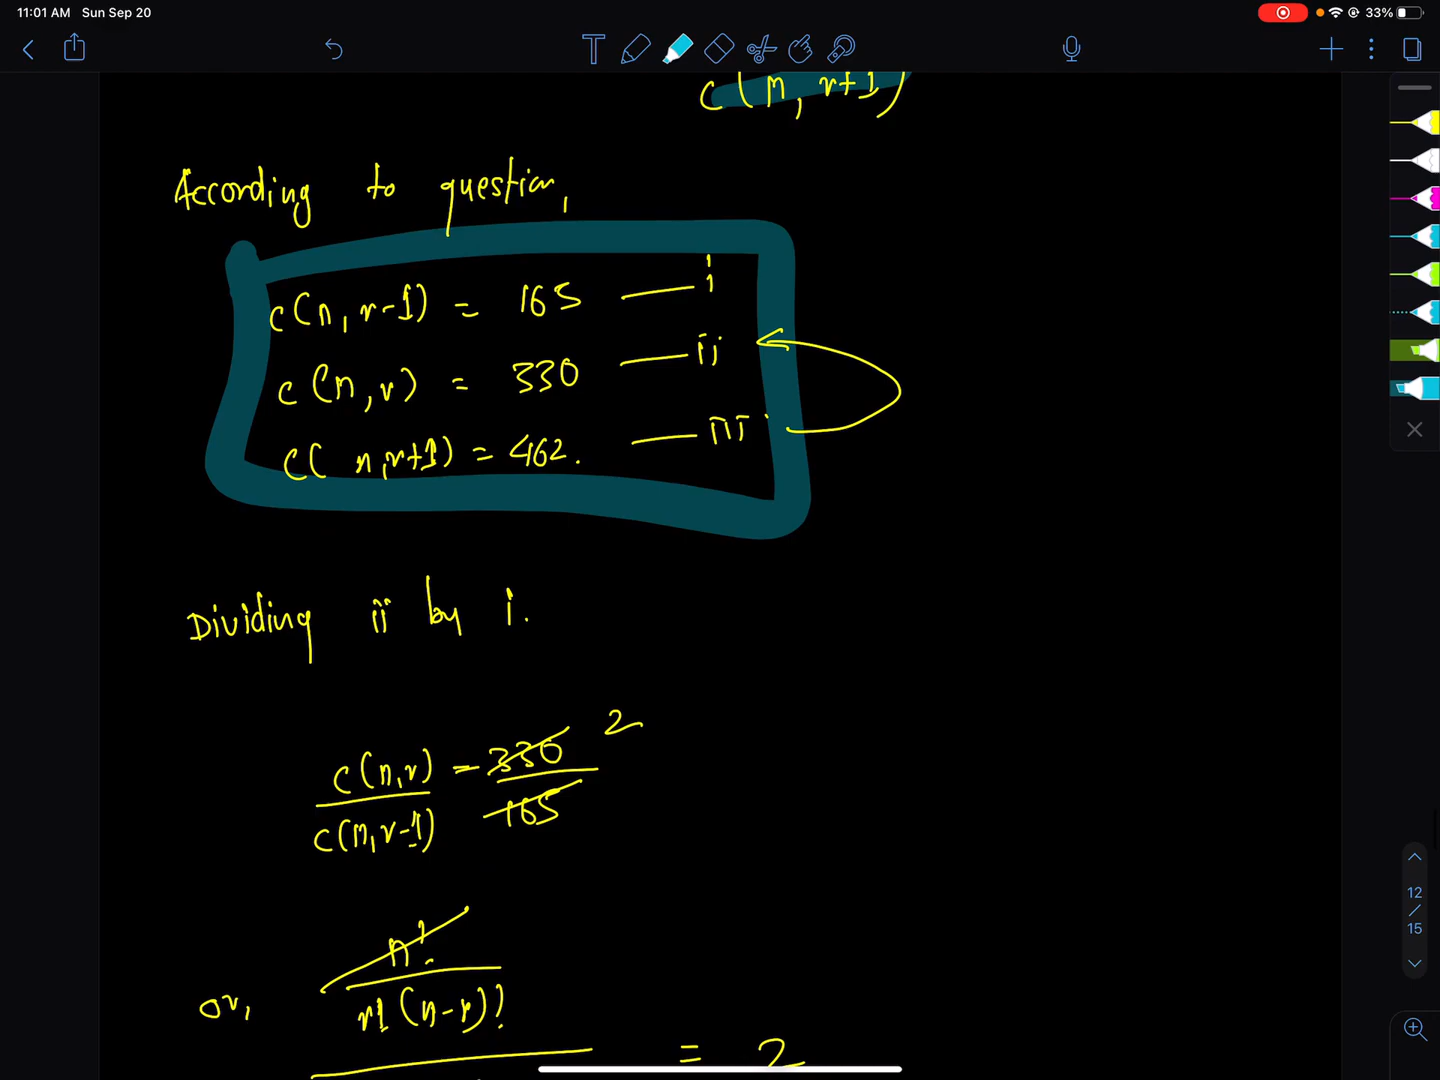 11:01 AM Sun Sep 20
33%
T
c(n, r+1)
According to question,
c(n, r-1) = 165 — i
c(n, r) = 330 — ii
c( n, r+1) = 462. — iii
Dividing ii by i.
2
c(n,r) = 330
c(n, r-1) 165
n!
or, r! (n-r)!
= 2
12
/
15